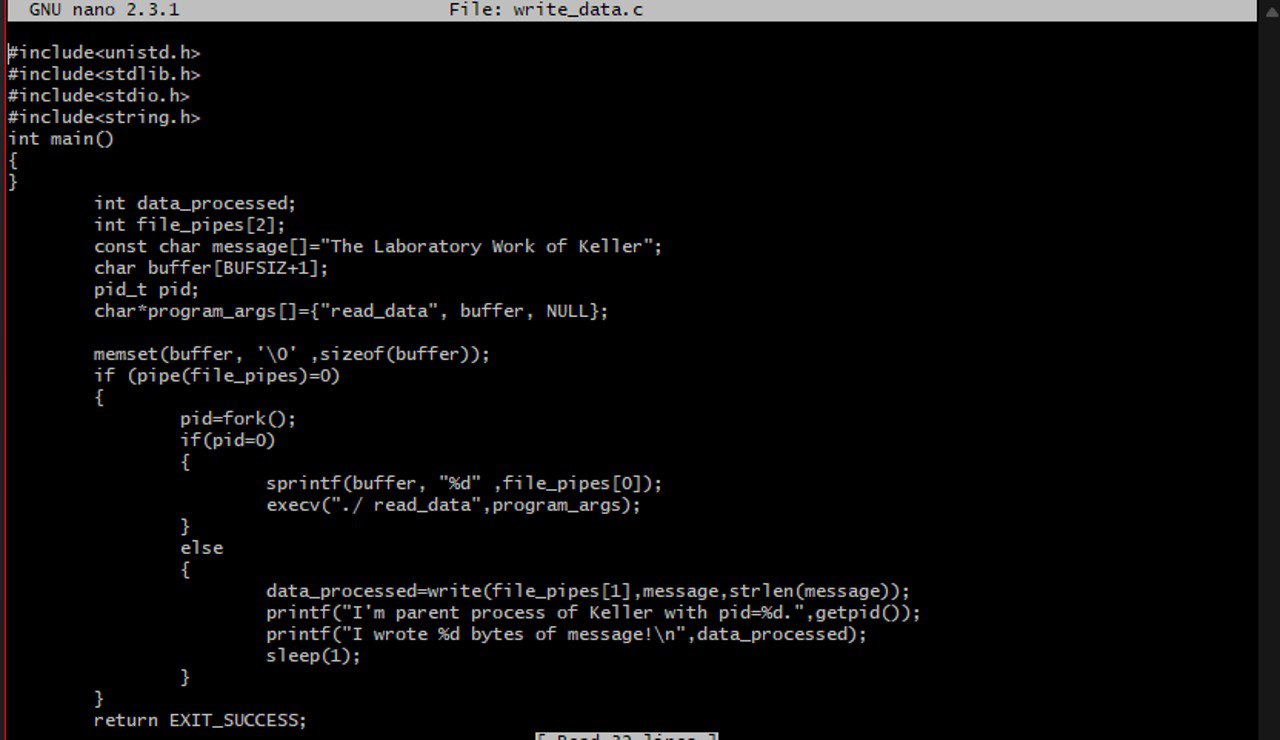 GNU nano 2.3.1 File: write_data.c
#include<unistd.h>
#include<stdlib.h>
#include<stdio.h>
#include<string.h>
int main()
{
}
int data_processed;
int file_pipes[2];
const char message[]="The Laboratory Work of Keller";
char buffer[BUFSIZ+1];
pid_t pid;
char*program_args[]={"read_data", buffer, NULL};
memset(buffer, '\0' ,sizeof(buffer));
if (pipe(file_pipes)=0)
{
pid=fork();
if(pid=0)
{
sprintf(buffer, "%d" ,file_pipes[0]);
execv("./ read_data",program_args);
}
else
{
data_processed=write(file_pipes[1],message,strlen(message));
printf("I'm parent process of Keller with pid=%d.",getpid());
printf("I wrote %d bytes of message!\n",data_processed);
sleep(1);
}
}
return EXIT_SUCCESS;
[ Read 32 lines ]